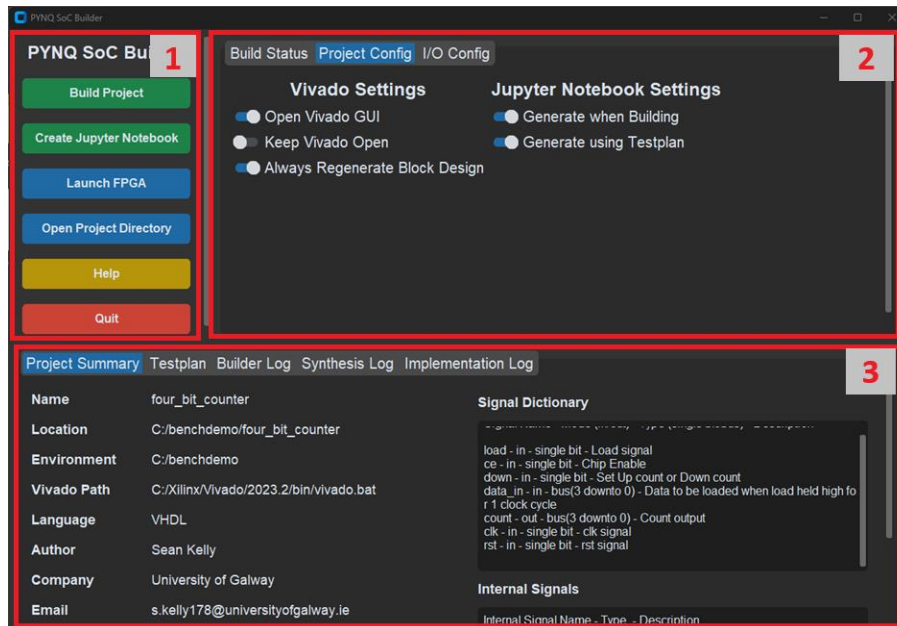 PYNQ SoC Builder
PYNQ SoC Bu
1
Build Project
Create Jupyter Notebook
Launch FPGA
Open Project Directory
Help
Quit
Build Status Project Config I/O Config
2
Vivado Settings
Open Vivado GUI
Keep Vivado Open
Always Regenerate Block Design
Jupyter Notebook Settings
Generate when Building
Generate using Testplan
Project Summary Testplan Builder Log Synthesis Log Implementation Log
3
Name four_bit_counter
Location C:/benchdemo/four_bit_counter
Environment C:/benchdemo
Vivado Path C:/Xilinx/Vivado/2023.2/bin/vivado.bat
Language VHDL
Author Sean Kelly
Company University of Galway
Email s.kelly178@universityofgalway.ie
Signal Dictionary
load - in - single bit - Load signal
ce - in - single bit - Chip Enable
down - in - single bit - Set Up count or Down count
data_in - in - bus(3 downto 0) - Data to be loaded when load held high fo
r 1 clock cycle
count - out - bus(3 downto 0) - Count output
clk - in - single bit - clk signal
rst - in - single bit - rst signal
Internal Signals
Internal Signal Name - Type - Description